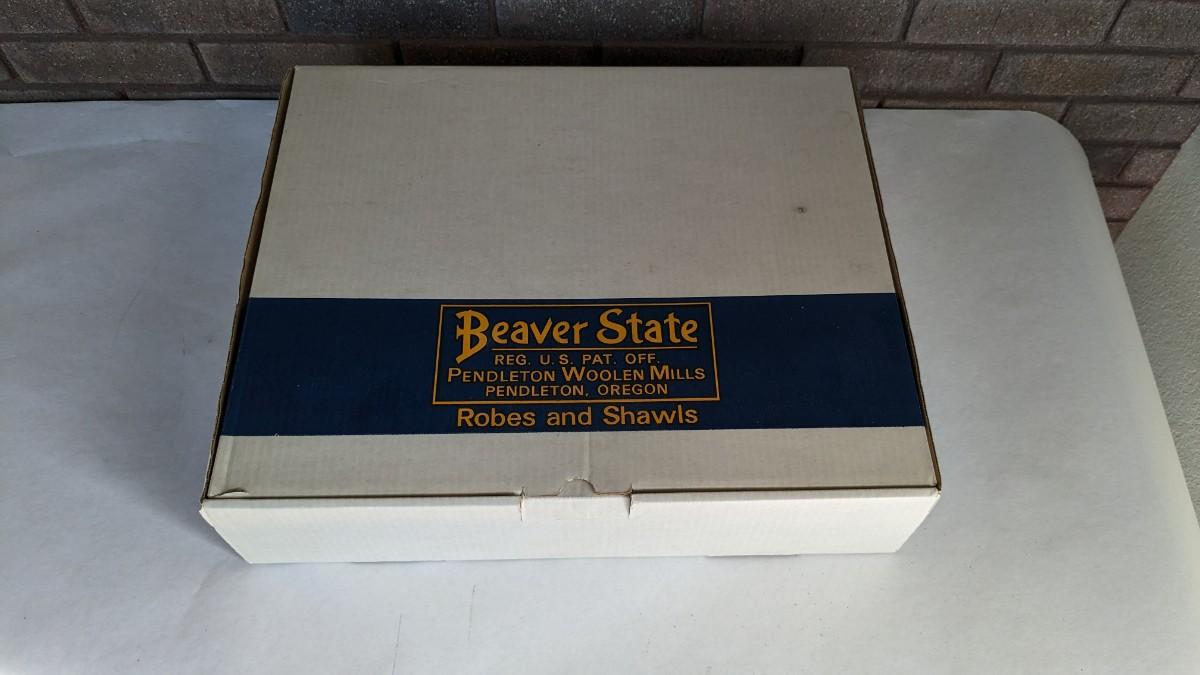 Beaver State
REG. U.S. PAT. OFF.
PENDLETON WOOLEN MILLS
PENDLETON, OREGON
Robes and Shawls